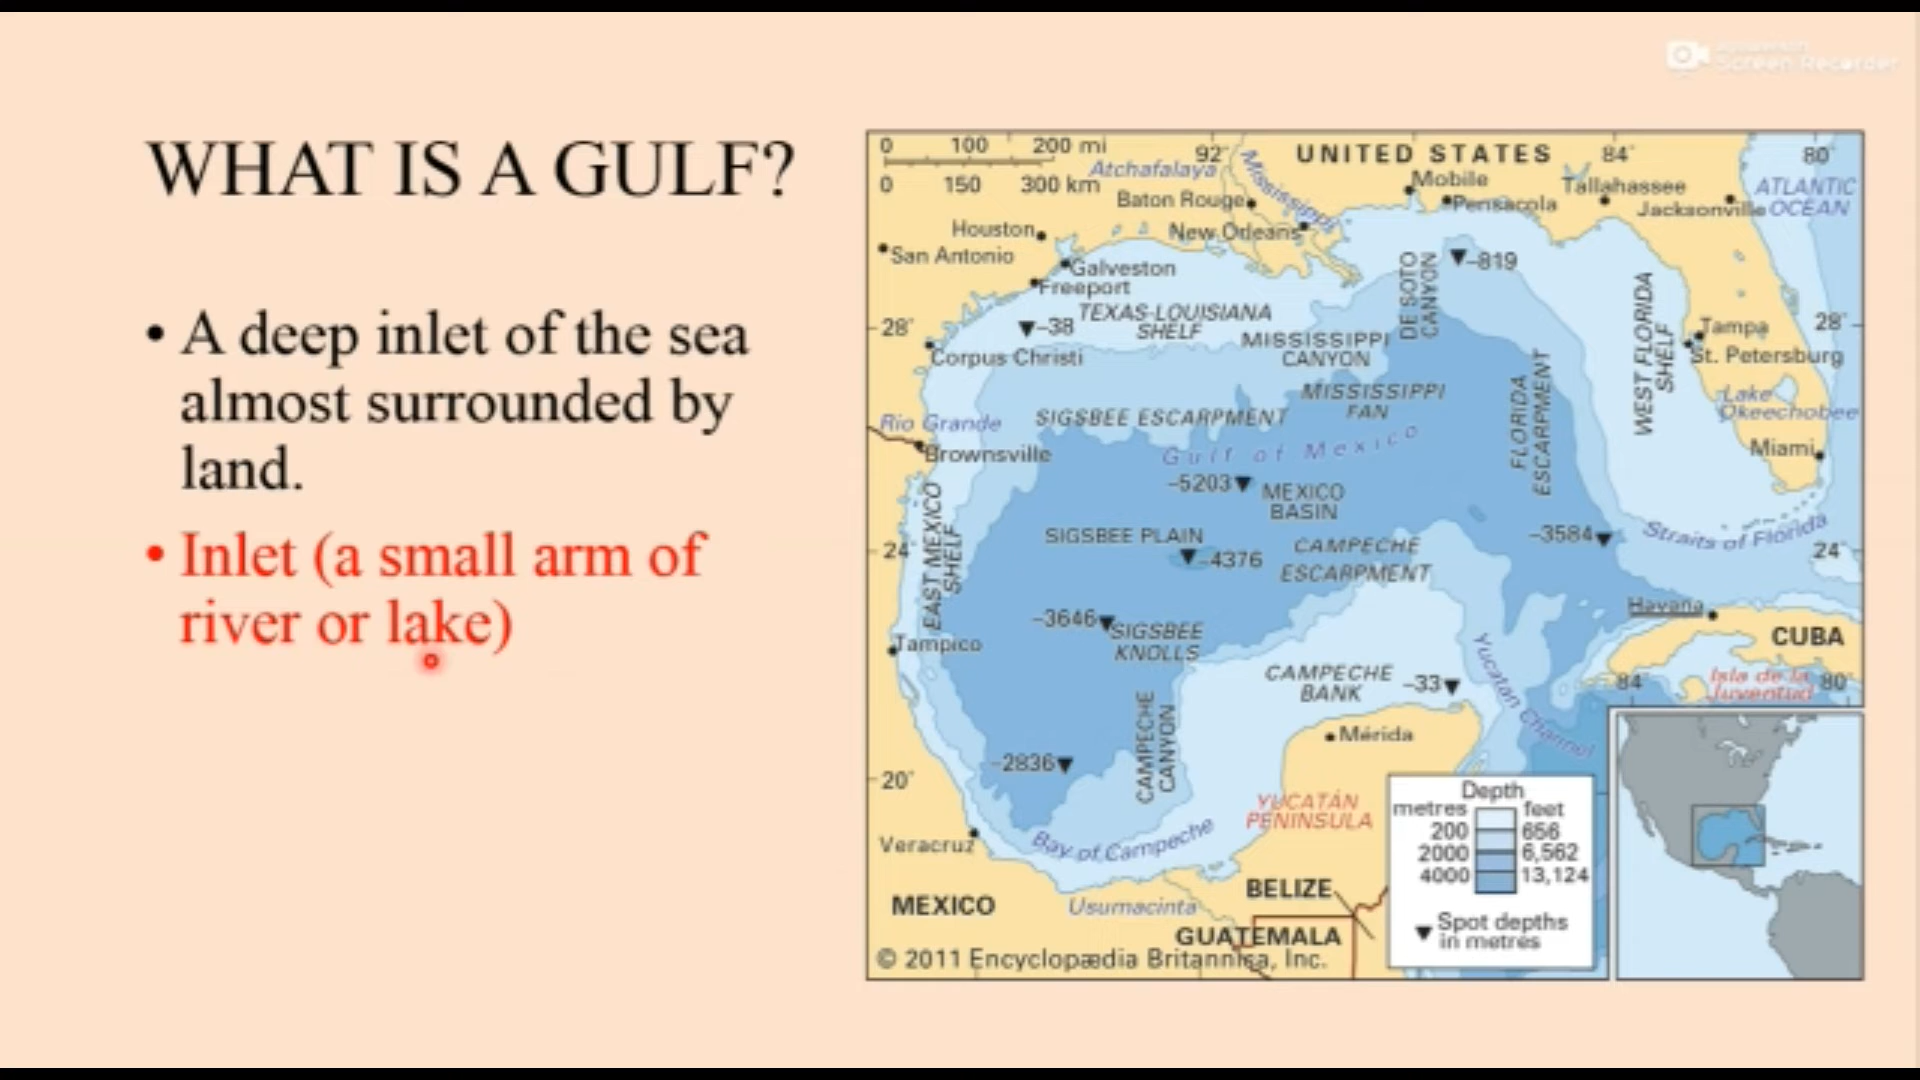 Screen Recorder
WHAT IS A GULF?
• A deep inlet of the sea
almost surrounded by
land.
• Inlet (a small arm of
river or lake)
0 100 200 mi
0 150 300 km
92°
UNITED STATES
84°
80°
Atchafalaya
Mississippi
Mobile
Tallahassee
ATLANTIC
OCEAN
Baton Rouge
Pensacola
Jacksonville
Houston
New Orleans
San Antonio
Galveston
Freeport
DE SOTO
CANYON
-819
TEXAS-LOUISIANA
SHELF
-38
28°
MISSISSIPPI
CANYON
WEST FLORIDA
SHELF
Tampa
28°
St. Petersburg
Corpus Christi
MISSISSIPPI
FAN
FLORIDA
ESCARPMENT
Lake
Okeechobee
Rio Grande
SIGSBEE ESCARPMENT
Gulf of Mexico
Miami
Brownsville
-5203
MEXICO
BASIN
EAST MEXICO
SHELF
SIGSBEE PLAIN
-4376
CAMPECHE
ESCARPMENT
-3584
Straits of Florida
24°
24°
-3646
SIGSBEE
KNOLLS
Havana
CUBA
Tampico
CAMPECHE
BANK
-33
Yucatan Channel
84°
Isla de la
Juventud
80°
CAMPECHE
CANYON
Mérida
-2836
20°
YUCATÁN
PENINSULA
Bay of Campeche
Veracruz
Depth
metres feet
200 656
2000 6,562
4000 13,124
Spot depths
in metres
MEXICO
Usumacinta
BELIZE
GUATEMALA
© 2011 Encyclopædia Britannica, Inc.